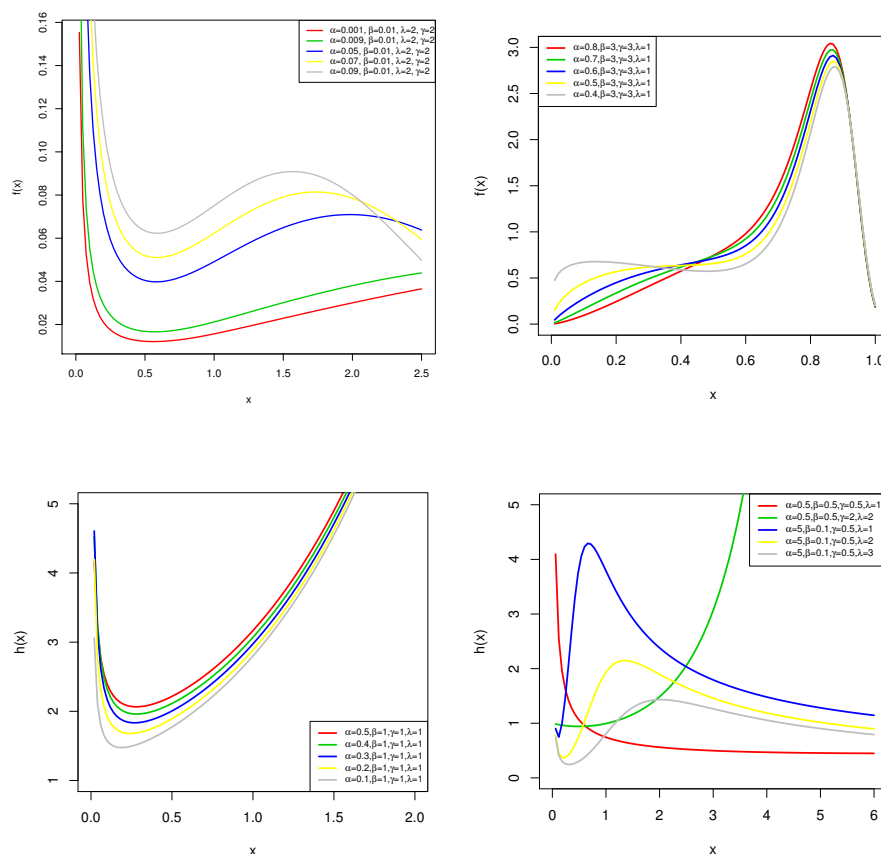 α=0.001, β=0.01, λ=2, γ=2
α=0.009, β=0.01, λ=2, γ=2
α=0.05, β=0.01, λ=2, γ=2
α=0.07, β=0.01, λ=2, γ=2
α=0.09, β=0.01, λ=2, γ=2
0.16
0.14
0.12
0.10
0.08
0.06
0.04
0.02
f(x)
0.0 0.5 1.0 1.5 2.0 2.5
x
α=0.8,β=3,γ=3,λ=1
α=0.7,β=3,γ=3,λ=1
α=0.6,β=3,γ=3,λ=1
α=0.5,β=3,γ=3,λ=1
α=0.4,β=3,γ=3,λ=1
3.0
2.5
2.0
1.5
1.0
0.5
0.0
f(x)
0.0 0.2 0.4 0.6 0.8 1.0
x
5
4
3
2
1
h(x)
α=0.5,β=1,γ=1,λ=1
α=0.4,β=1,γ=1,λ=1
α=0.3,β=1,γ=1,λ=1
α=0.2,β=1,γ=1,λ=1
α=0.1,β=1,γ=1,λ=1
0.0 0.5 1.0 1.5 2.0
x
α=0.5,β=0.5,γ=0.5,λ=1
α=0.5,β=0.5,γ=2,λ=2
α=5,β=0.1,γ=0.5,λ=1
α=5,β=0.1,γ=0.5,λ=2
α=5,β=0.1,γ=0.5,λ=3
5
4
3
2
1
0
h(x)
0 1 2 3 4 5 6
x